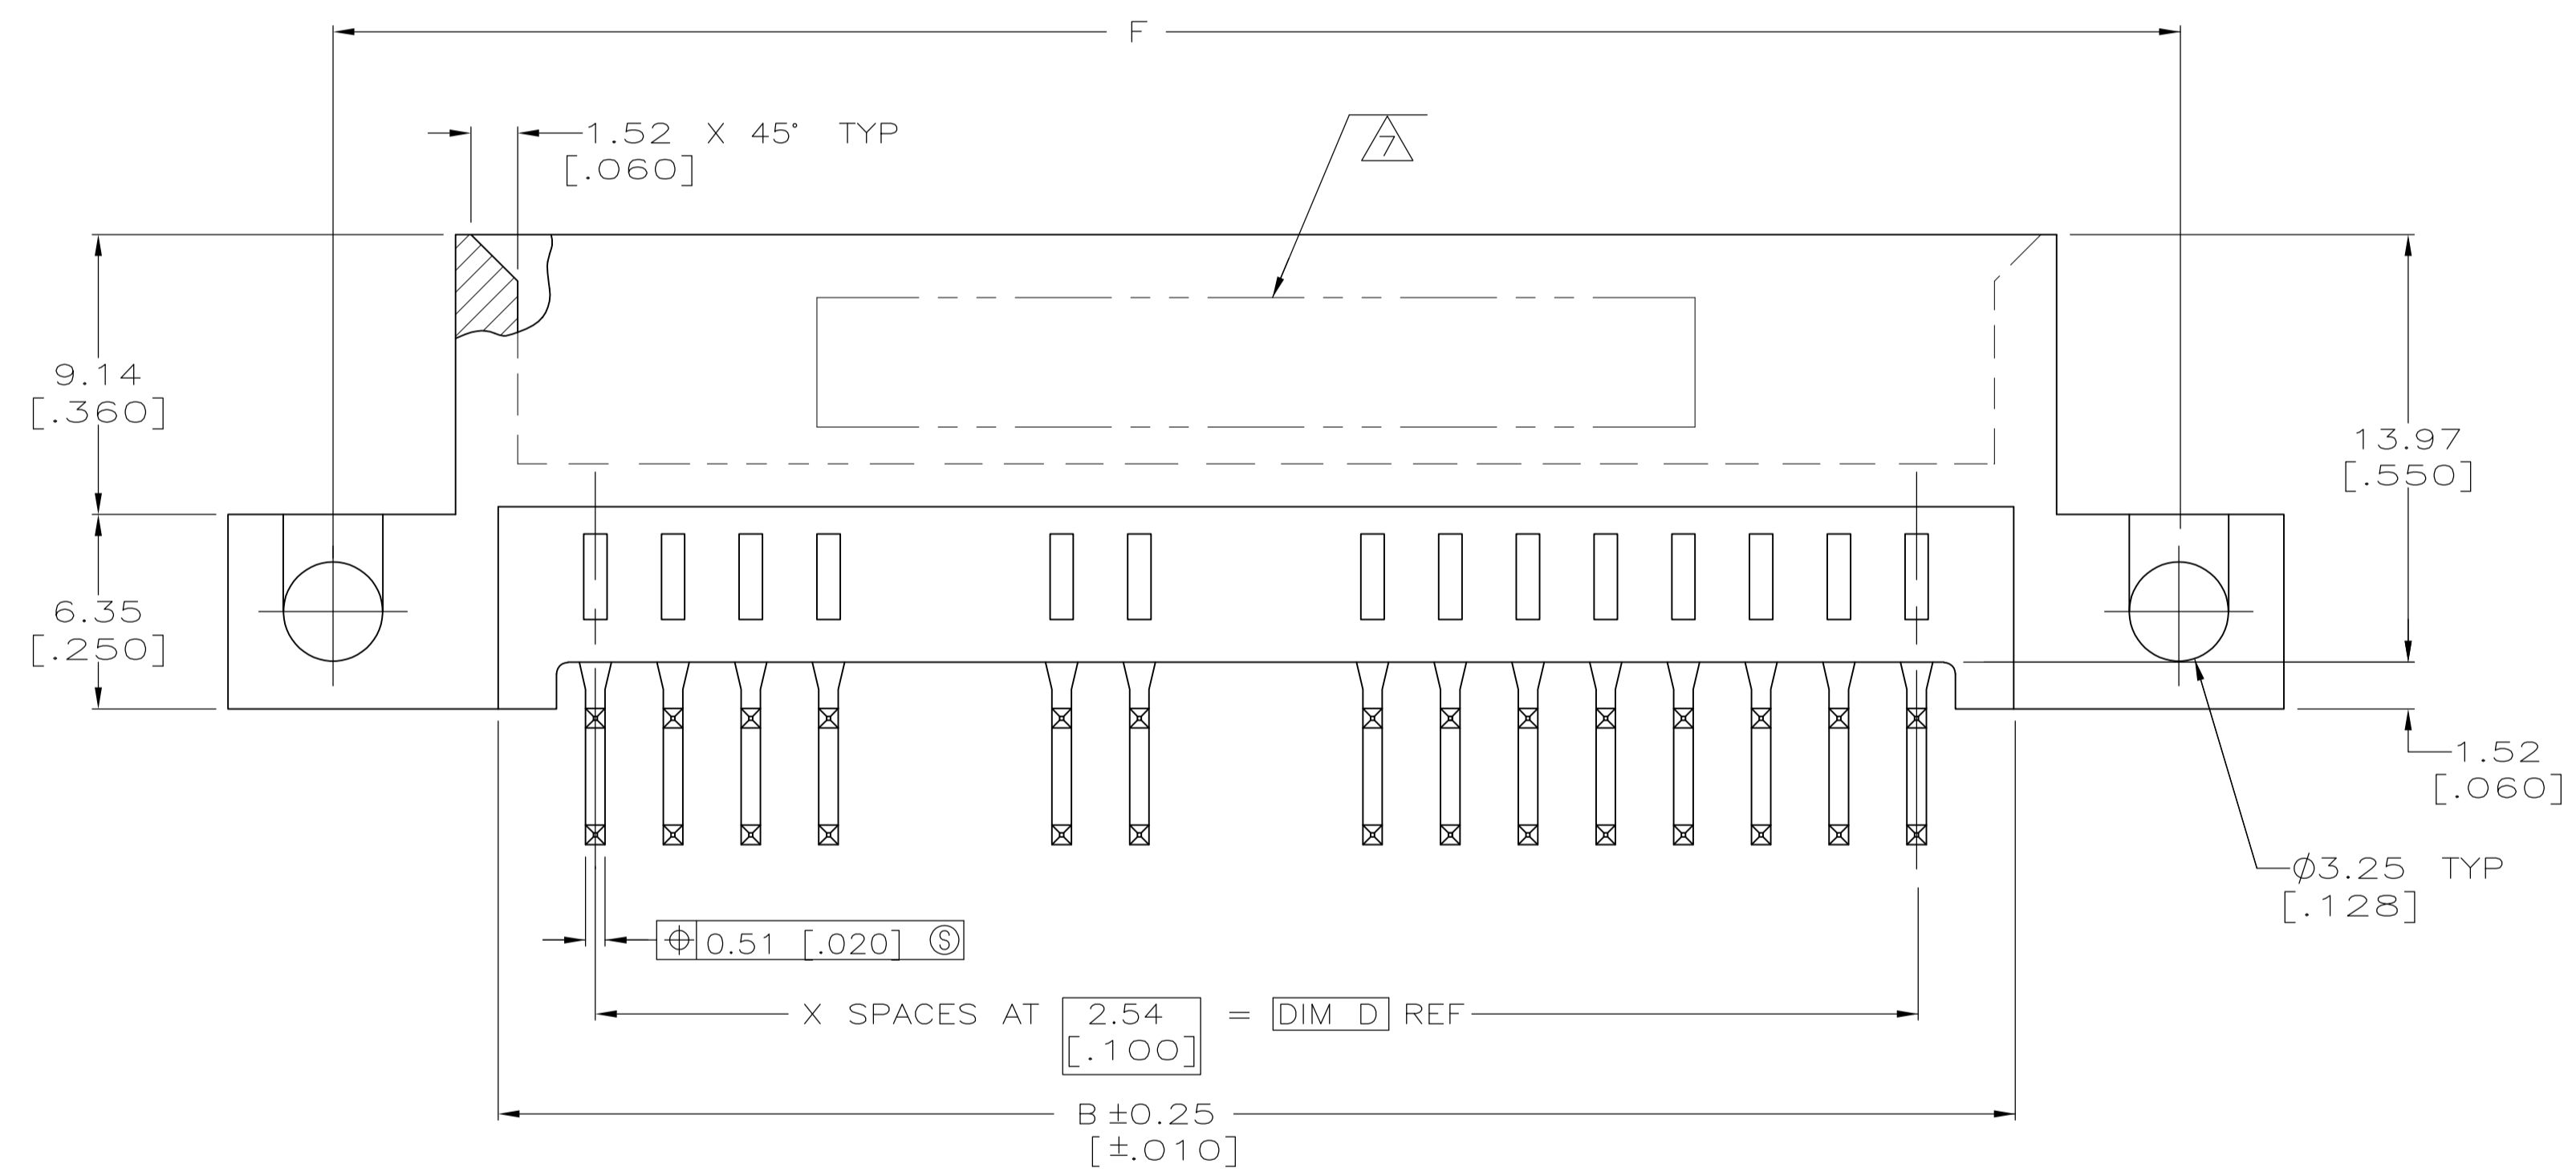 F
1.52 X 45° TYP
[.060]
7
9.14
[.360]
13.97
[.550]
6.35
[.250]
1.52
[.060]
Ø3.25 TYP
[.128]
⌖ 0.51 [.020] Ⓢ
X SPACES AT 2.54 = DIM D REF
[.100]
B ±0.25
[±.010]